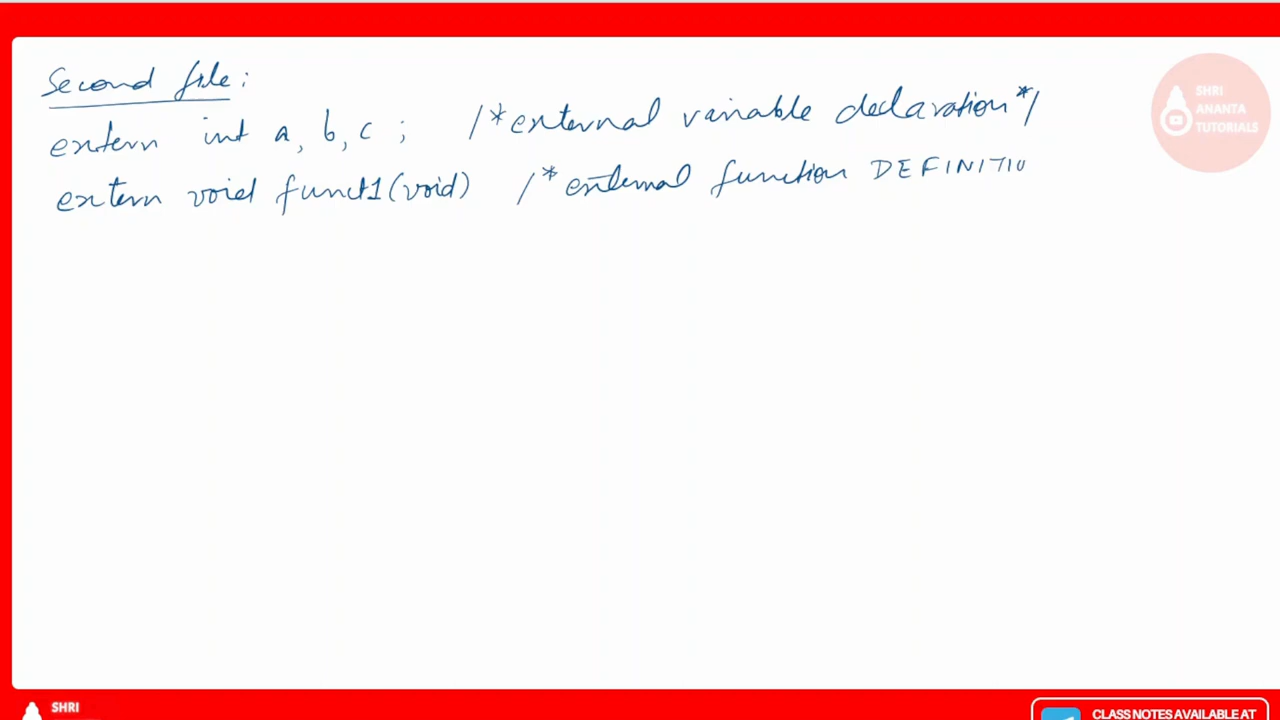 Second file:
extern int a, b, c ; /*external variable declaration*/
extern void funct1(void) /*external function DEFINITIO
SHRI
ANANTA
TUTORIALS
SHRI
CLASS NOTES AVAILABLE AT